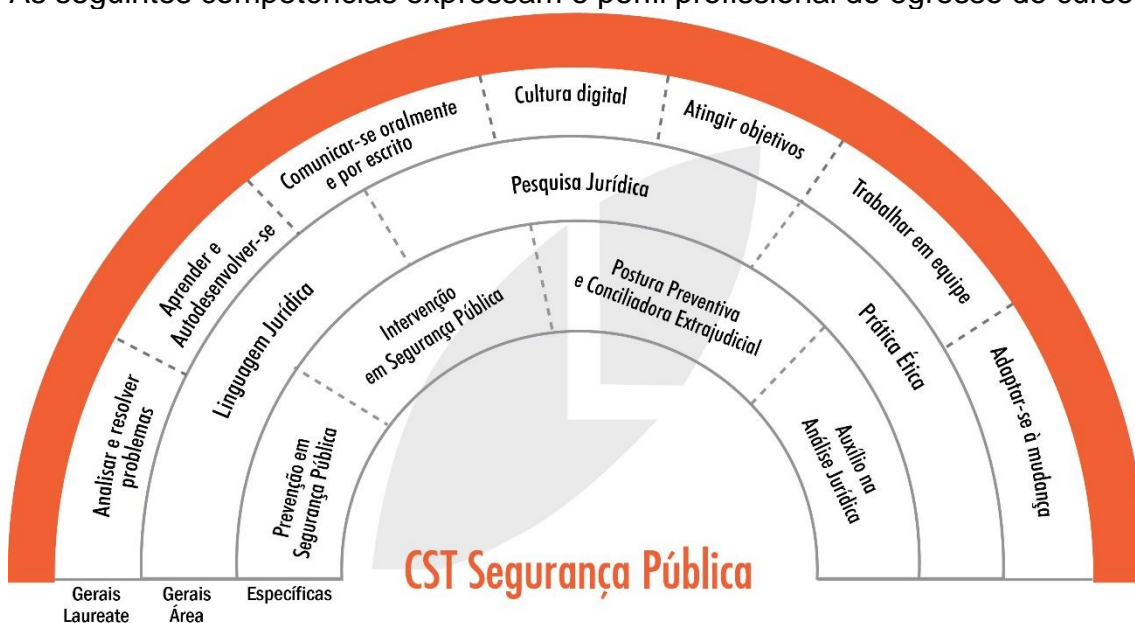 As seguintes competências expressam o perfil profissional do egresso do curso
Analisar e resolver
problemas
Aprender e
Autodesenvolver-se
Comunicar-se oralmente
e por escrito
Cultura digital
Atingir objetivos
Trabalhar em equipe
Adaptar-se à mudança
Linguagem Jurídica
Pesquisa Jurídica
Prática Ética
Prevenção em
Segurança Pública
Intervenção
em Segurança Pública
Postura Preventiva
e Conciliadora Extrajudicial
Auxílio na
Análise Jurídica
CST Segurança Pública
Gerais
Laureate
Gerais
Área
Específicas